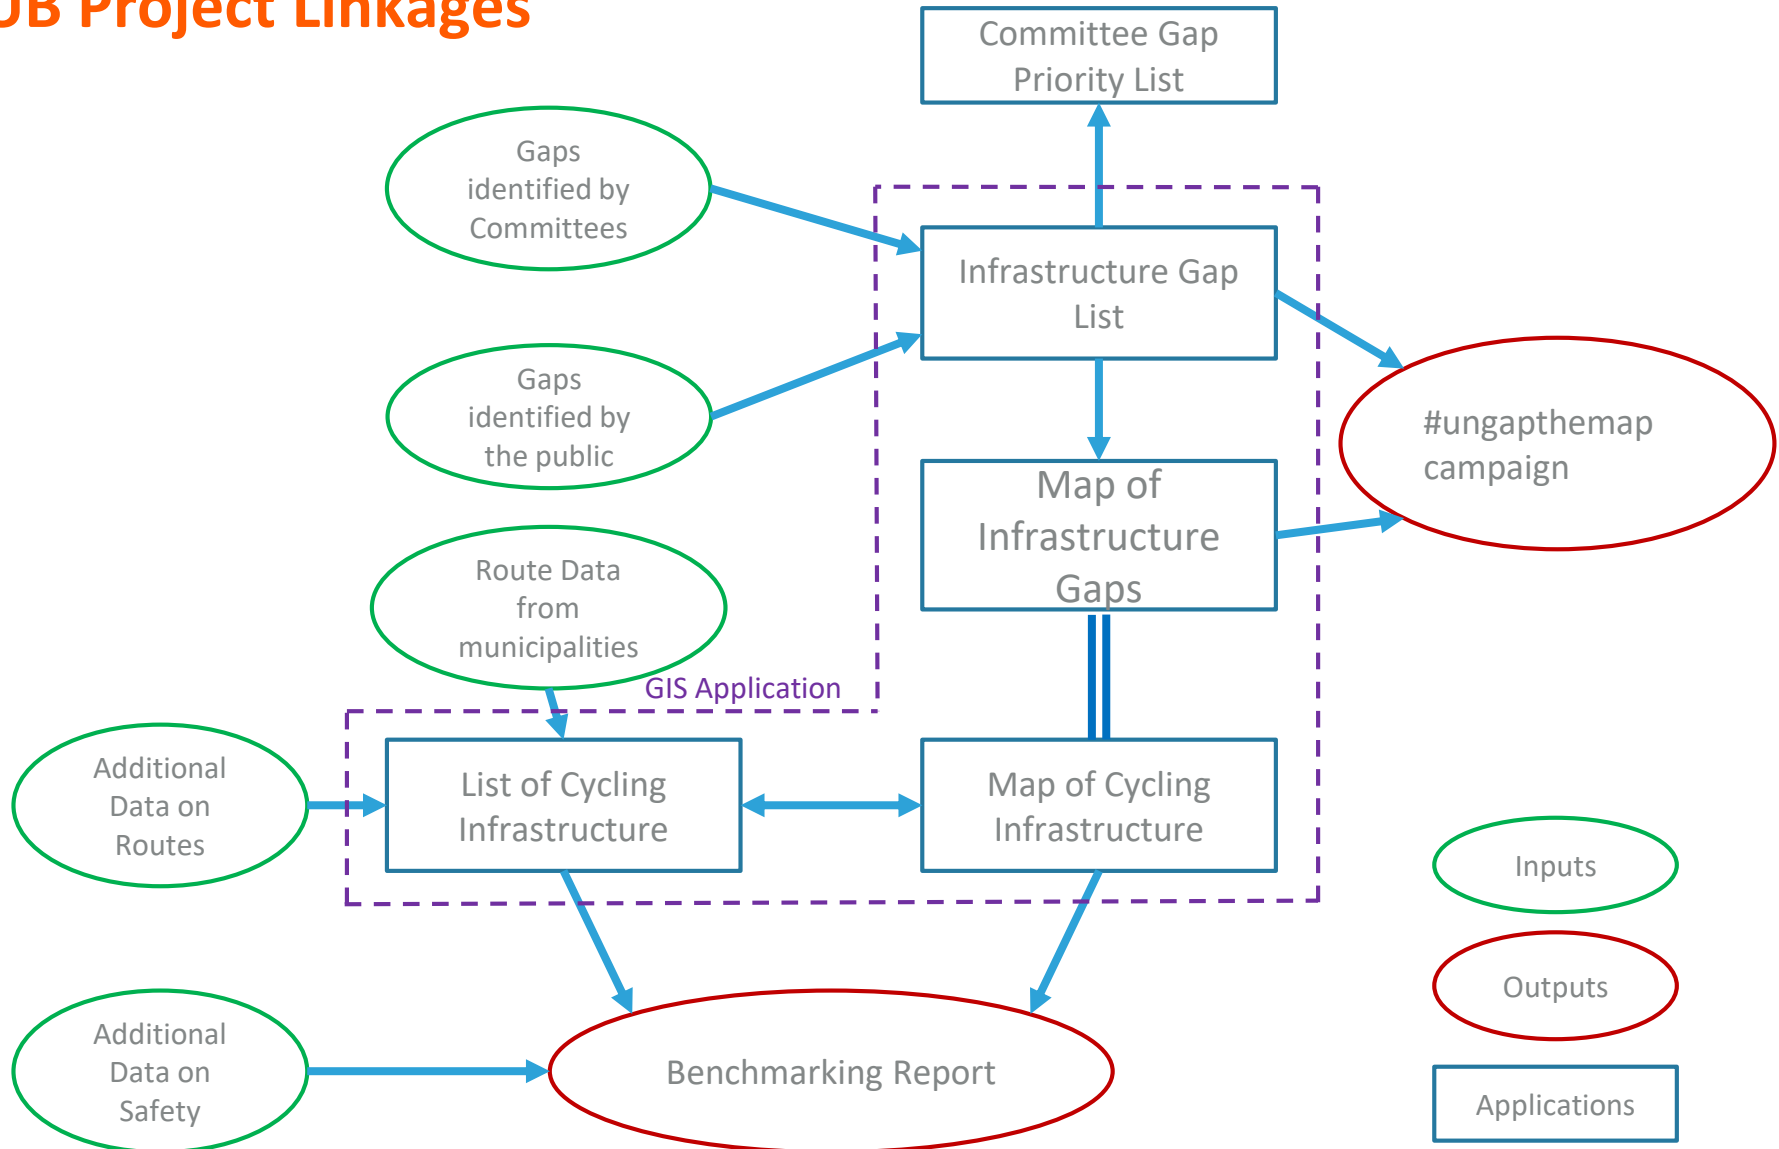 UB Project Linkages
Committee Gap
Priority List
Gaps
identified by
Committees
Infrastructure Gap
List
Gaps
identified by
the public
#ungapthemap
campaign
Map of
Infrastructure
Gaps
Route Data
from
municipalities
GIS Application
Additional
Data on
Routes
List of Cycling
Infrastructure
Map of Cycling
Infrastructure
Inputs
Outputs
Additional
Data on
Safety
Benchmarking Report
Applications